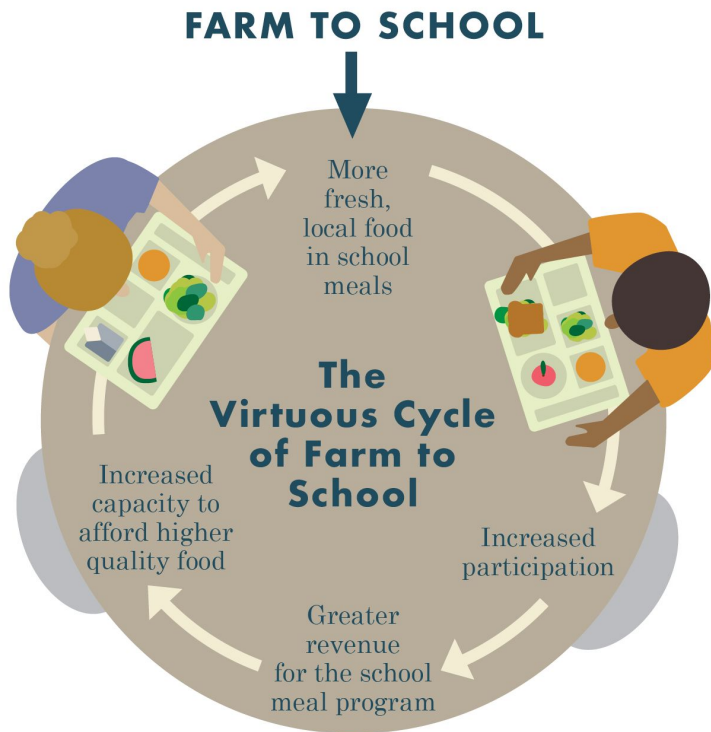 FARM TO SCHOOL
More
fresh,
local food
in school
meals
The
Virtuous Cycle
of Farm to
School
Increased
participation
Greater
revenue
for the school
meal program
Increased
capacity to
afford higher
quality food